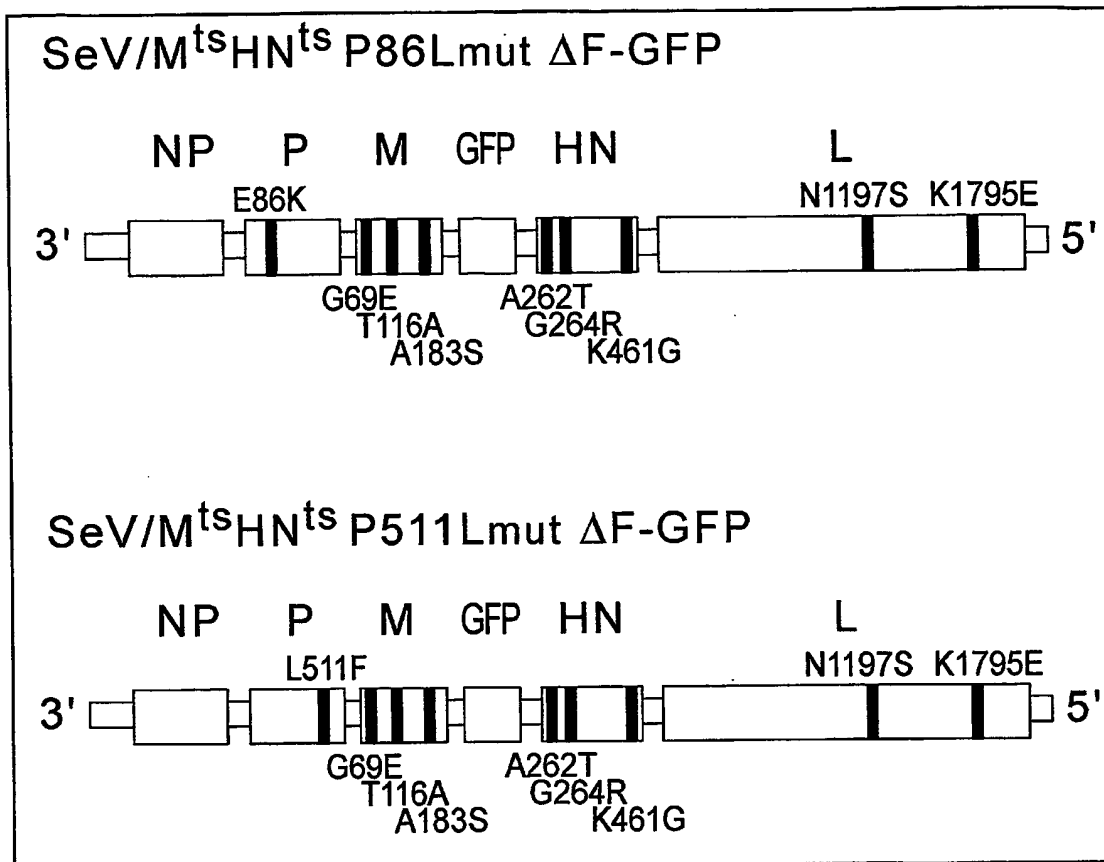 SeV/MtsHNts P86Lmut ΔF-GFP
NP P M GFP HN L
E86K N1197S K1795E
3' 5'
G69E A262T
T116A G264R
A183S K461G
SeV/MtsHNts P511Lmut ΔF-GFP
NP P M GFP HN L
L511F N1197S K1795E
3' 5'
G69E A262T
T116A G264R
A183S K461G